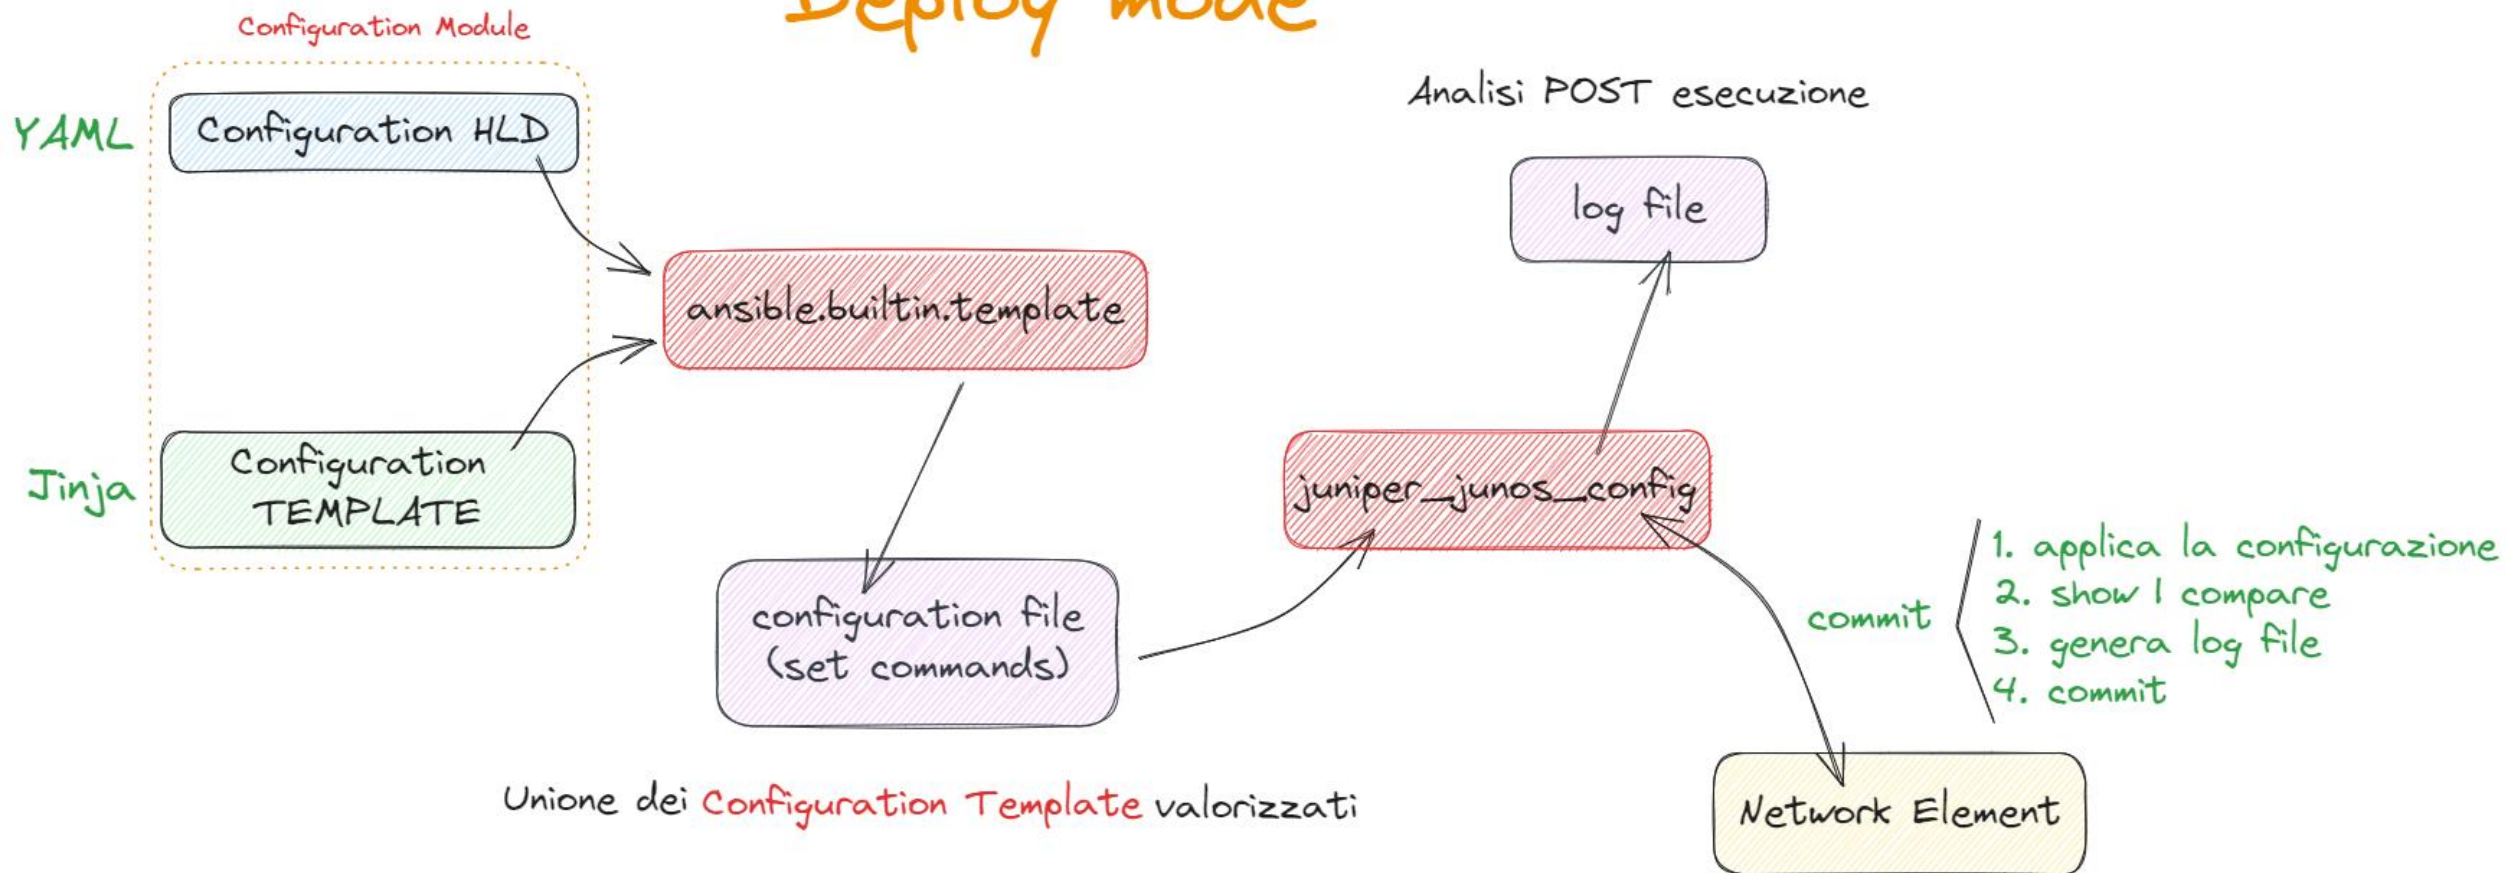 Deploy mode
Configuration Module
YAML
Configuration HLD
Jinja
Configuration
TEMPLATE
ansible.builtin.template
configuration file
(set commands)
Unione dei Configuration Template valorizzati
Analisi POST esecuzione
log file
juniper_junos_config
commit
1. applica la configurazione
2. show | compare
3. genera log file
4. commit
Network Element